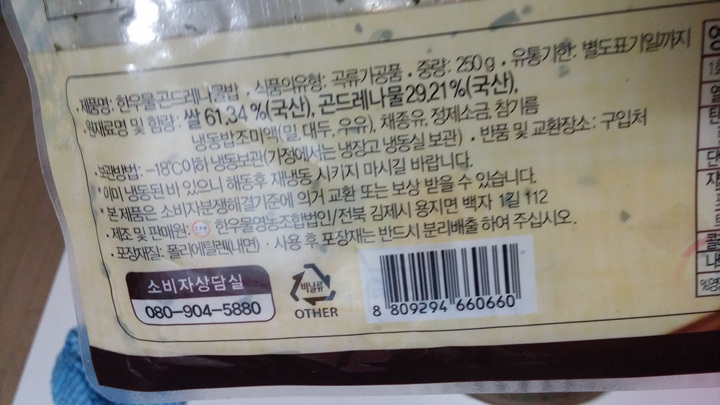 · 제품명: 한우물곤드레나물밥 · 식품의유형: 곡류가공품 · 중량: 250g · 유통기한: 별도표기일까지
· 원재료명 및 함량: 쌀 61.34%(국산), 곤드레나물29.21%(국산),
냉동밥조미액(밀, 대두, 우유), 채종유, 정제소금, 참기름
· 보관방법: -18℃이하 냉동보관(가정에서는 냉장고 냉동실 보관) · 반품 및 교환장소: 구입처
· 이미 냉동된 바 있으니 해동후 재냉동 시키지 마시길 바랍니다.
· 본 제품은 소비자분쟁해결기준에 의거 교환 또는 보상 받을 수 있습니다.
· 제조 및 판매원: 한우물영농조합법인/전북 김제시 용지면 백자 1길 112
· 포장재질: 폴리에틸렌(내면) · 사용 후 포장재는 반드시 분리배출 하여 주십시오.
소비자상담실
080-904-5880
비닐류
OTHER
8 809294 660660